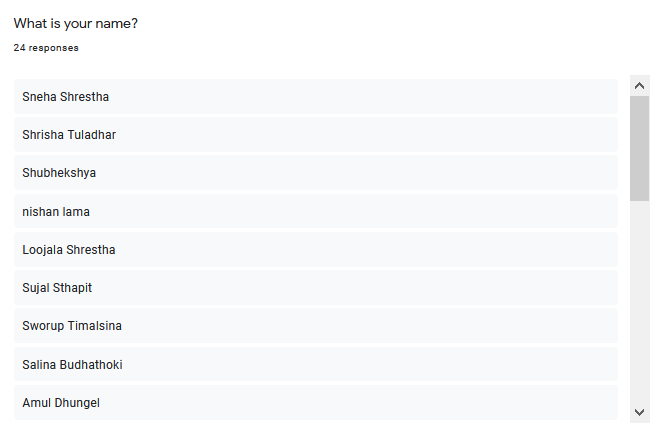 What is your name?
24 responses
Sneha Shrestha
Shrisha Tuladhar
Shubhekshya
nishan lama
Loojala Shrestha
Sujal Sthapit
Sworup Timalsina
Salina Budhathoki
Amul Dhungel